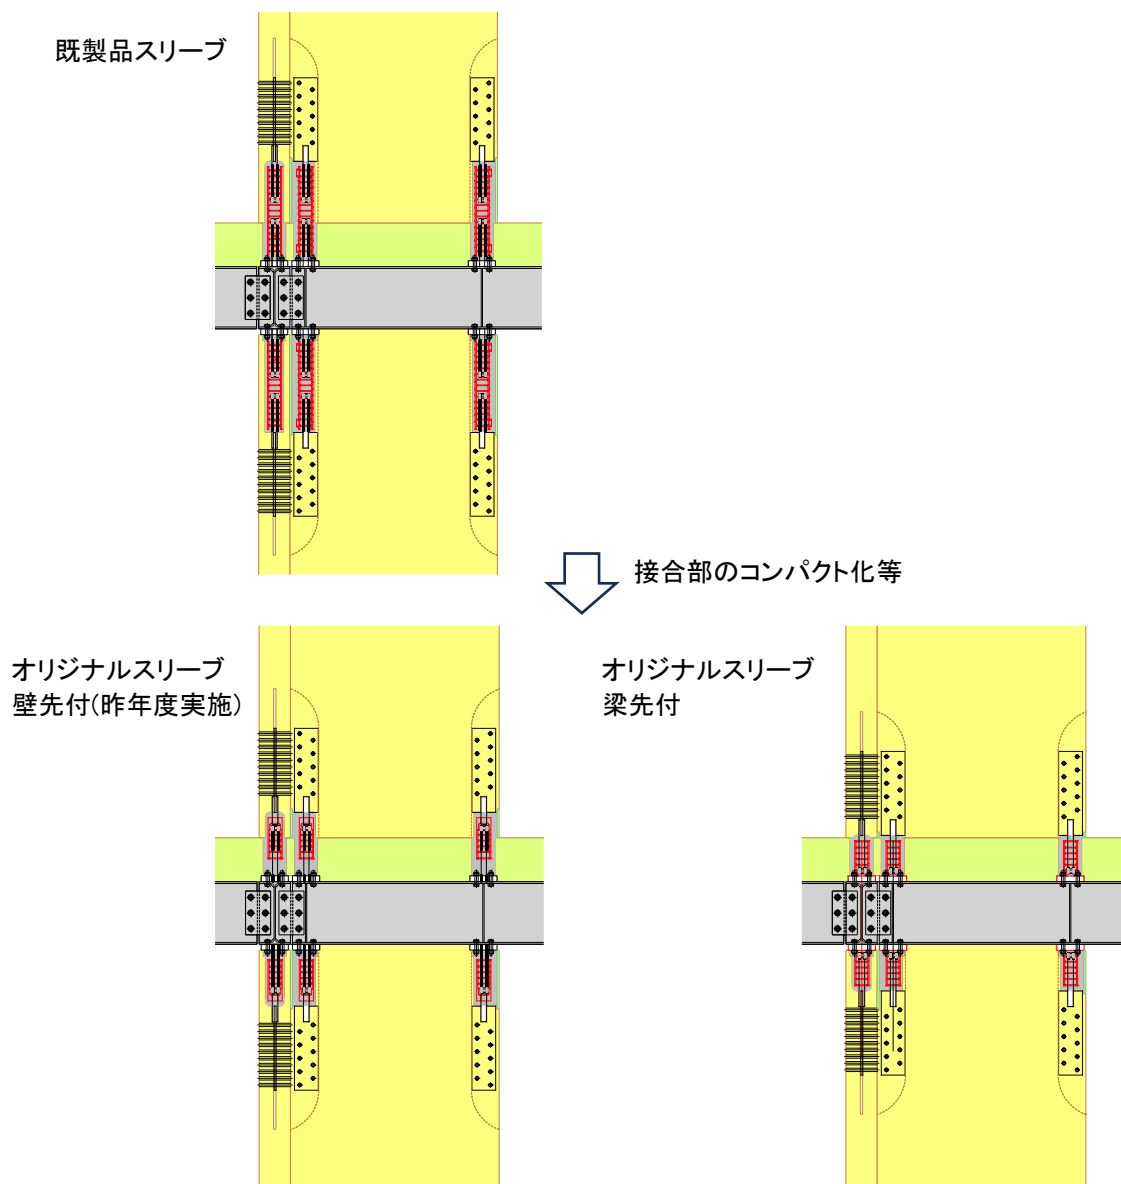 既製品スリーブ
接合部のコンパクト化等
オリジナルスリーブ
壁先付(昨年度実施)
オリジナルスリーブ
梁先付